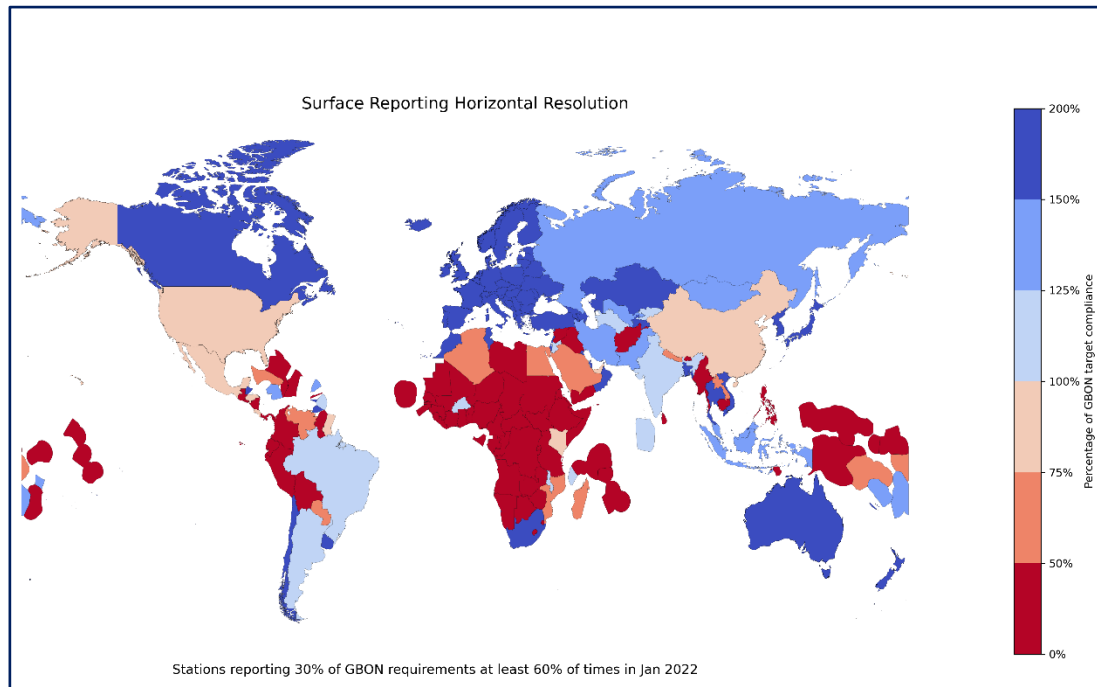 Surface Reporting Horizontal Resolution
200%
150%
125%
100%
75%
50%
0%
Percentage of GBON target compliance
Stations reporting 30% of GBON requirements at least 60% of times in Jan 2022